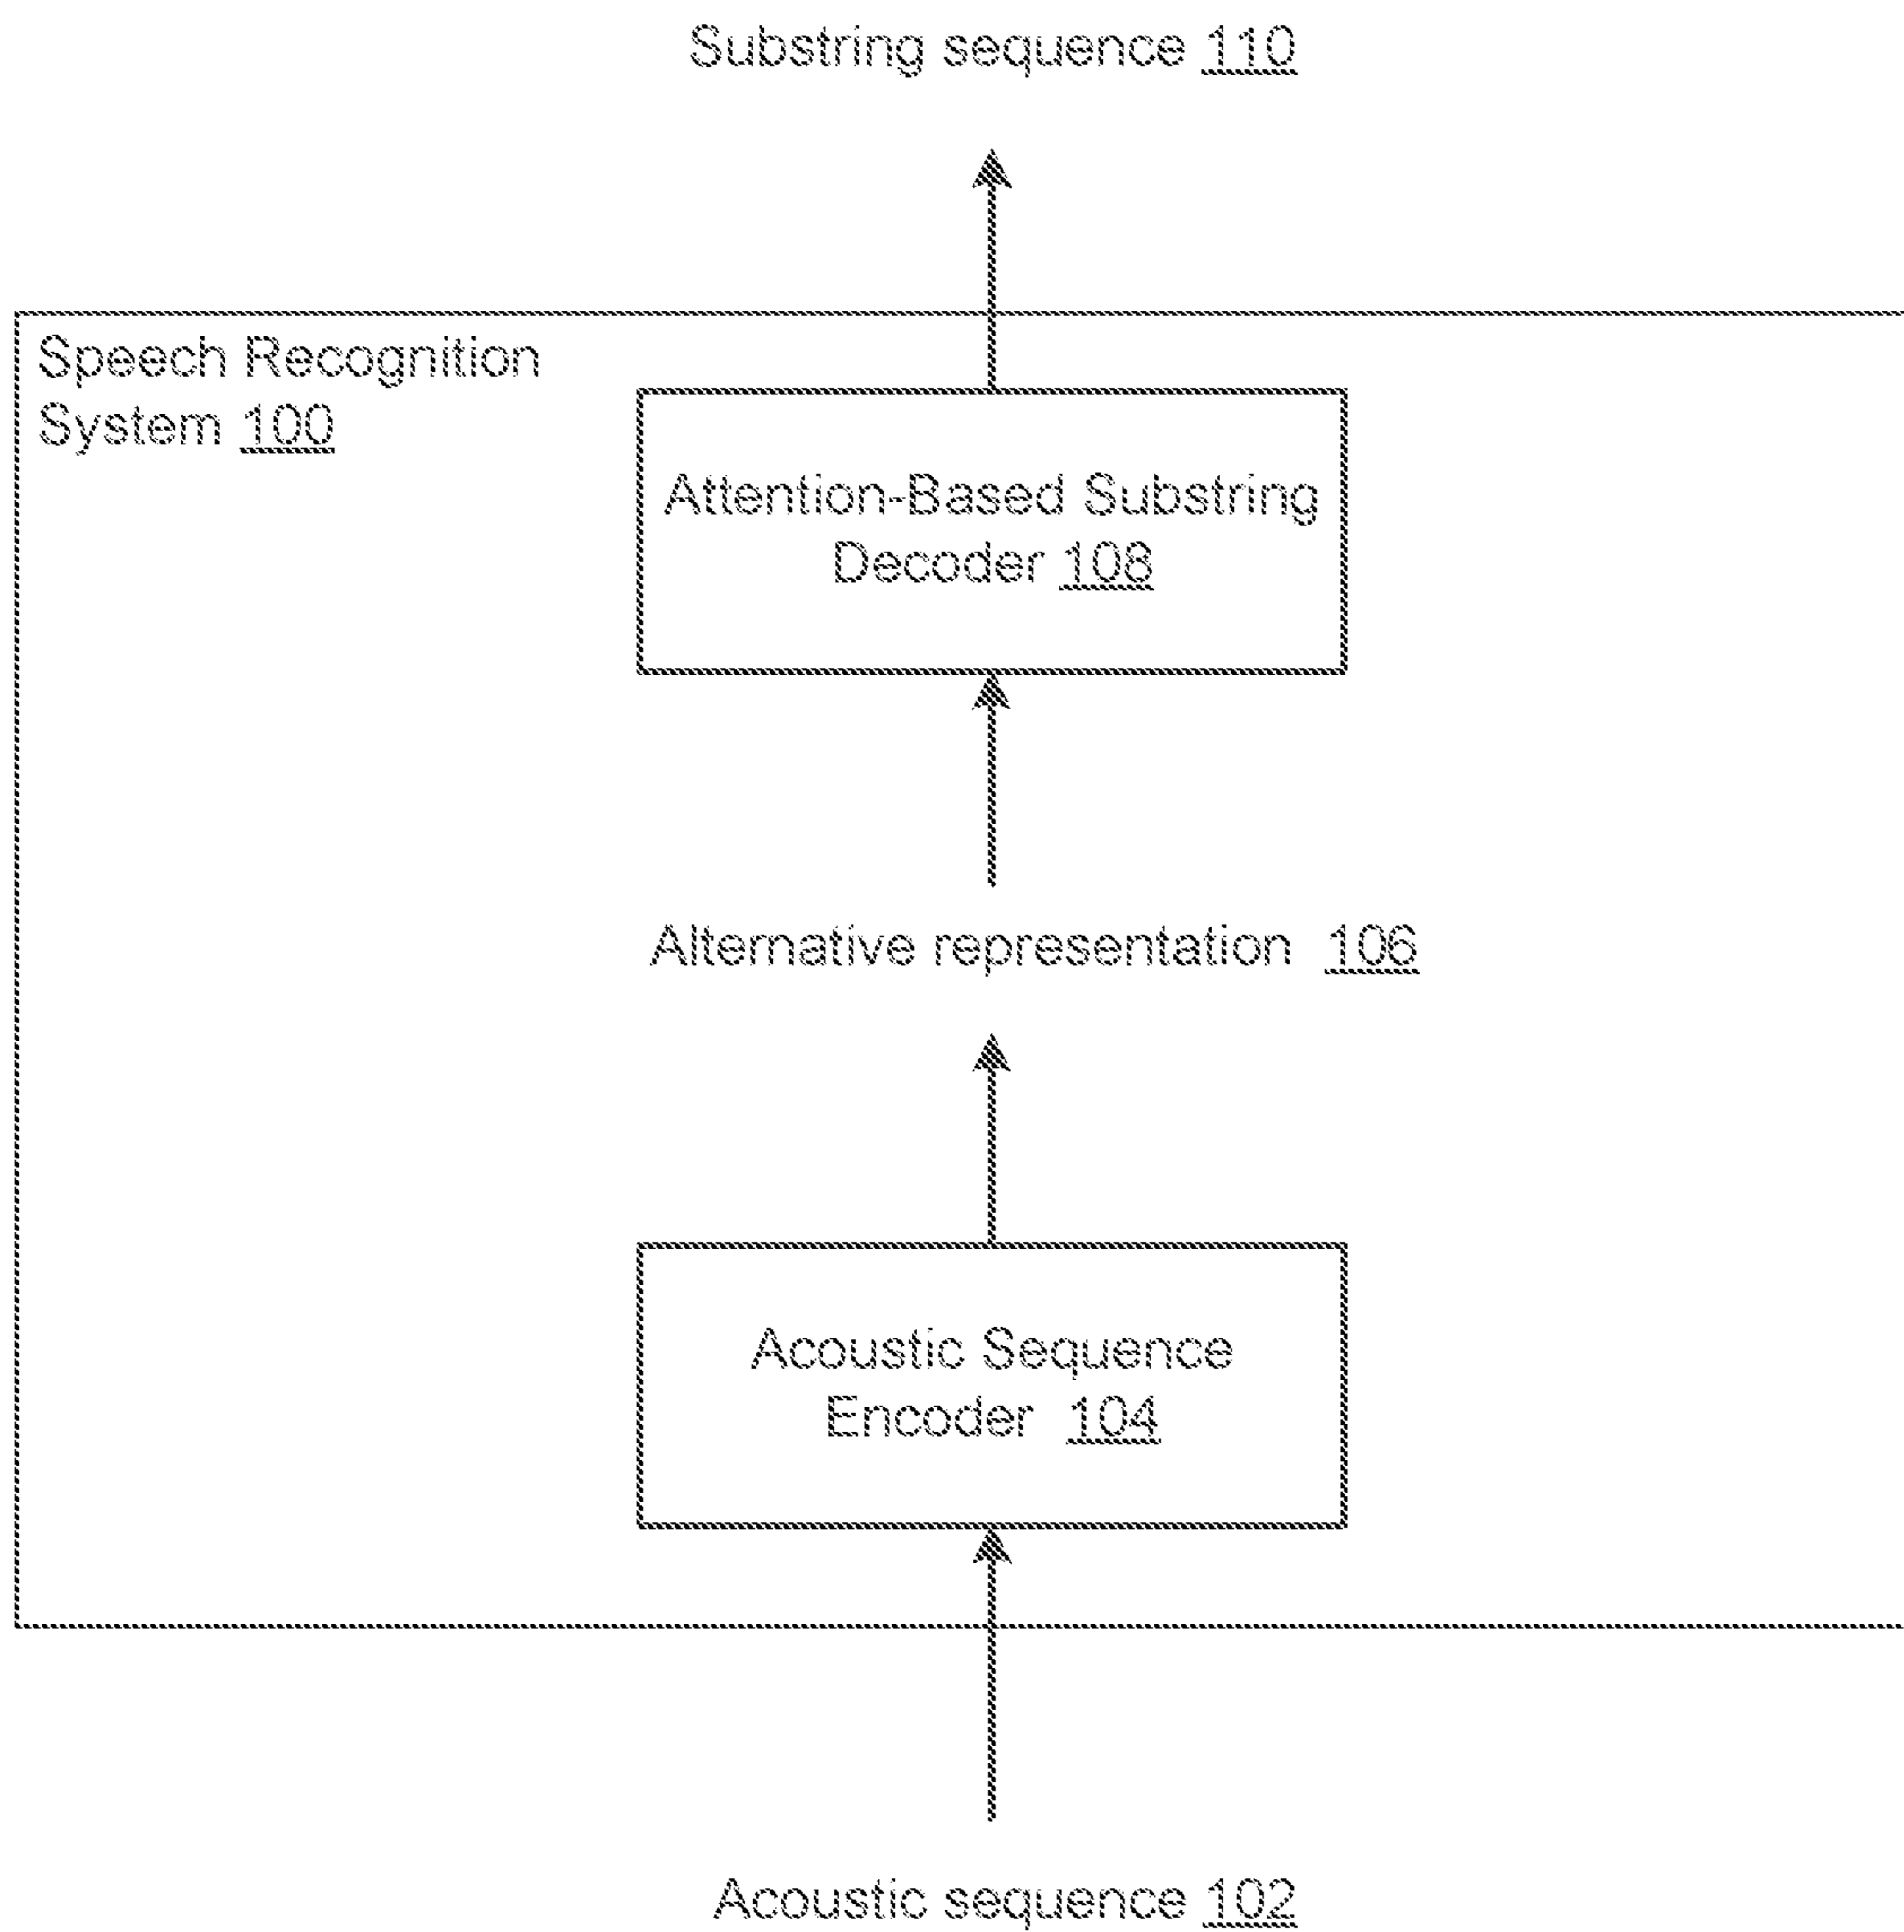 Substring sequence 110
Speech Recognition
System 100
Attention-Based Substring
Decoder 108
Alternative representation 106
Acoustic Sequence
Encoder 104
Acoustic sequence 102